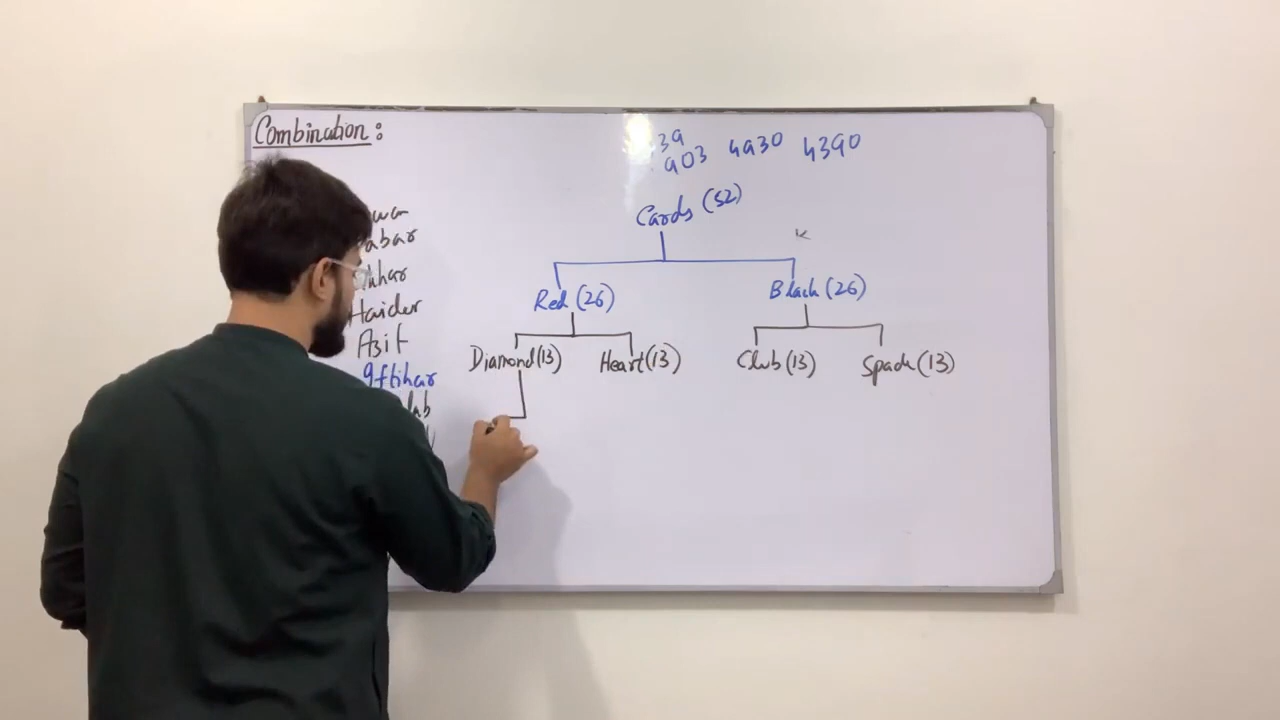 Combination:
39
903 4930 4390
Cards (52)
Red (26) Black (26)
Diamond (13) Heart (13) Club (13) Spade (13)
Haider
Asif
Iftihar